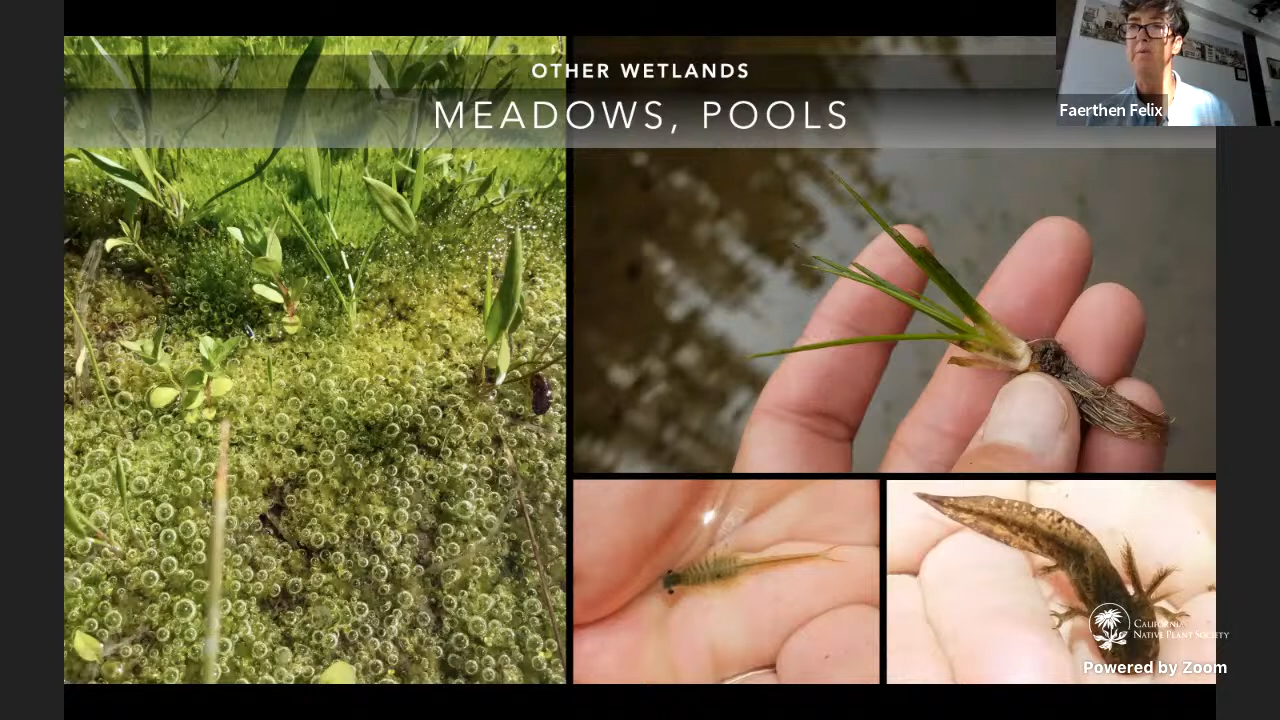 OTHER WETLANDS
MEADOWS, POOLS
Faerthen Felix
CALIFORNIA
NATIVE PLANT SOCIETY
Powered by Zoom